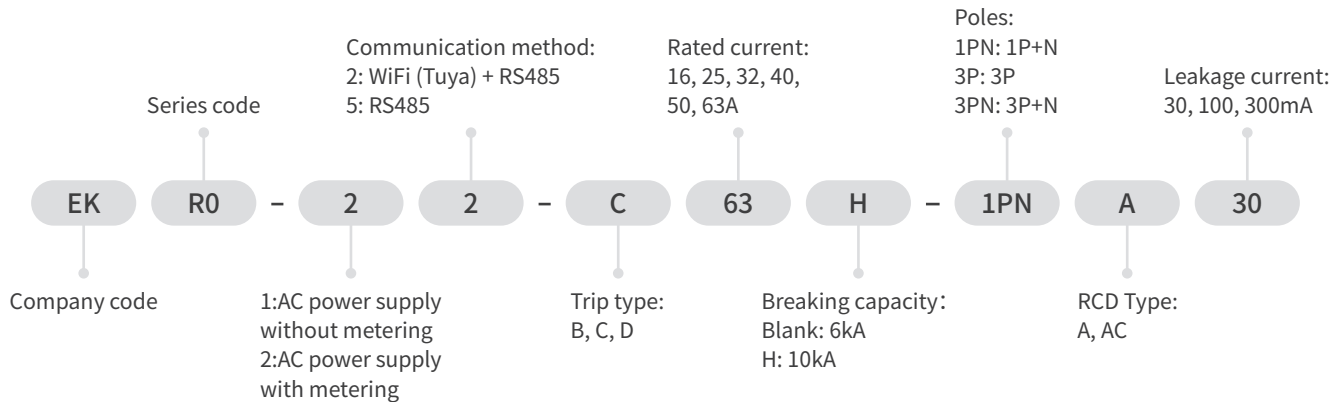 Communication method:
2: WiFi (Tuya) + RS485
5: RS485
Rated current:
16, 25, 32, 40,
50, 63A
Poles:
1PN: 1P+N
3P: 3P
3PN: 3P+N
Leakage current:
30, 100, 300mA
Series code
EK R0 – 2 2 – C 63 H – 1PN A 30
Company code
1:AC power supply
without metering
2:AC power supply
with metering
Trip type:
B, C, D
Breaking capacity：
Blank: 6kA
H: 10kA
RCD Type:
A, AC